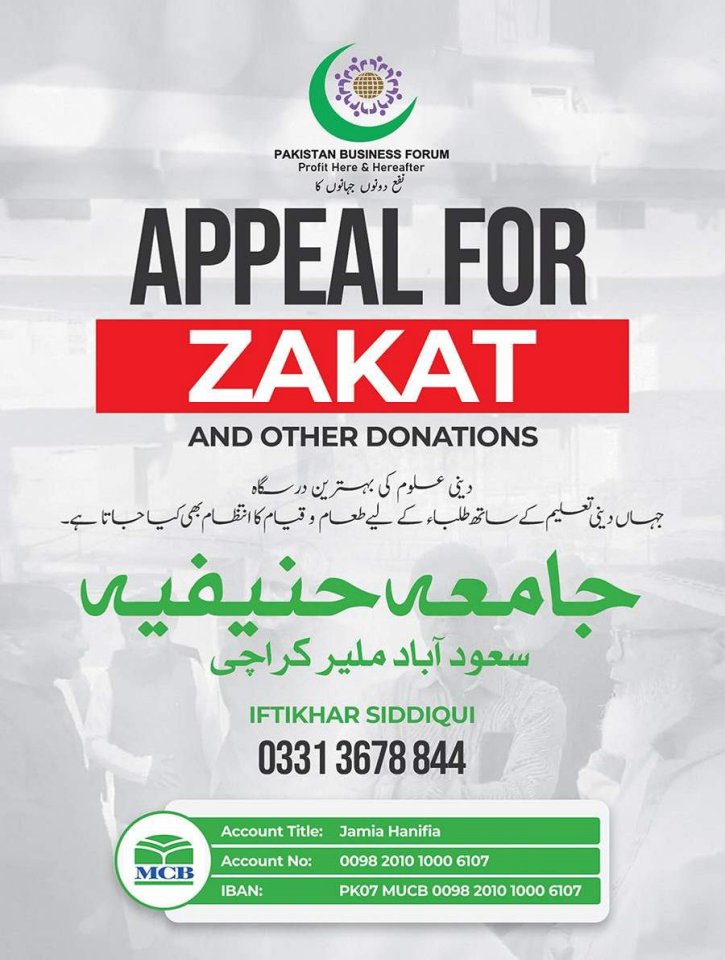 PAKISTAN BUSINESS FORUM
Profit Here & Hereafter
نفع دونوں جہانوں کا
APPEAL FOR
ZAKAT
AND OTHER DONATIONS
دینی علوم کی بہترین درسگاہ
جہاں دینی تعلیم کے ساتھ طلباء کے لیے طعام و قیام کا انتظام بھی کیا جاتا ہے۔
جامعہ حنیفیہ
سعود آباد ملیر کراچی
IFTIKHAR SIDDIQUI
0331 3678 844
Account Title: Jamia Hanifia
Account No: 0098 2010 1000 6107
IBAN: PK07 MUCB 0098 2010 1000 6107
MCB